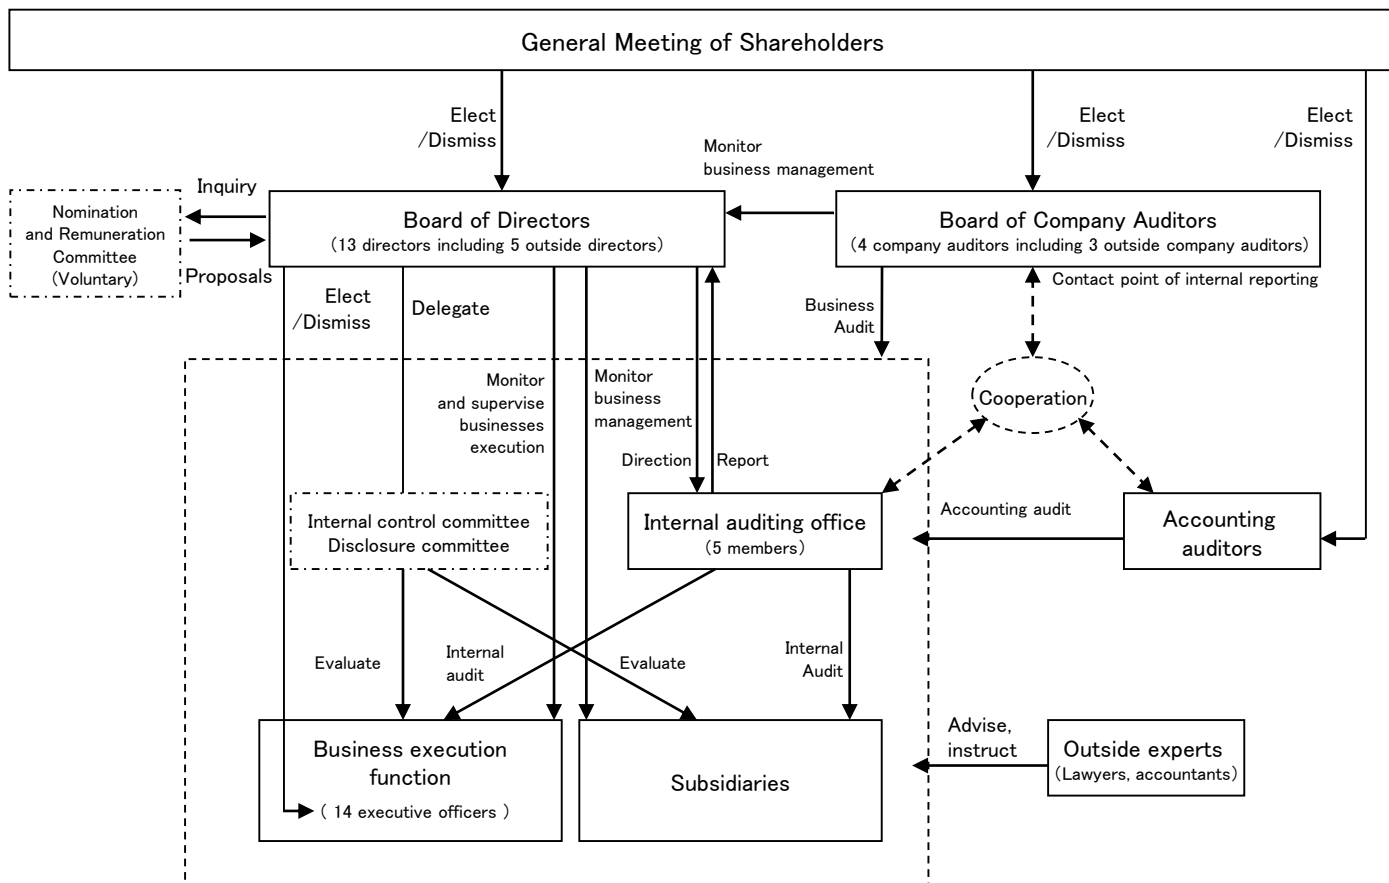 General Meeting of Shareholders
Elect
/Dismiss
Elect
/Dismiss
Elect
/Dismiss
Monitor
business management
Inquiry
Nomination
and Remuneration
Committee
(Voluntary)
Proposals
Board of Directors
(13 directors including 5 outside directors)
Board of Company Auditors
(4 company auditors including 3 outside company auditors)
Contact point of internal reporting
Elect
/Dismiss
Delegate
Business
Audit
Monitor
and supervise
businesses
execution
Monitor
business
management
Cooperation
Direction
Report
Internal control committee
Disclosure committee
Internal auditing office
(5 members)
Accounting audit
Accounting
auditors
Evaluate
Internal
audit
Evaluate
Internal
Audit
Business execution
function
( 14 executive officers )
Subsidiaries
Advise,
instruct
Outside experts
(Lawyers, accountants)